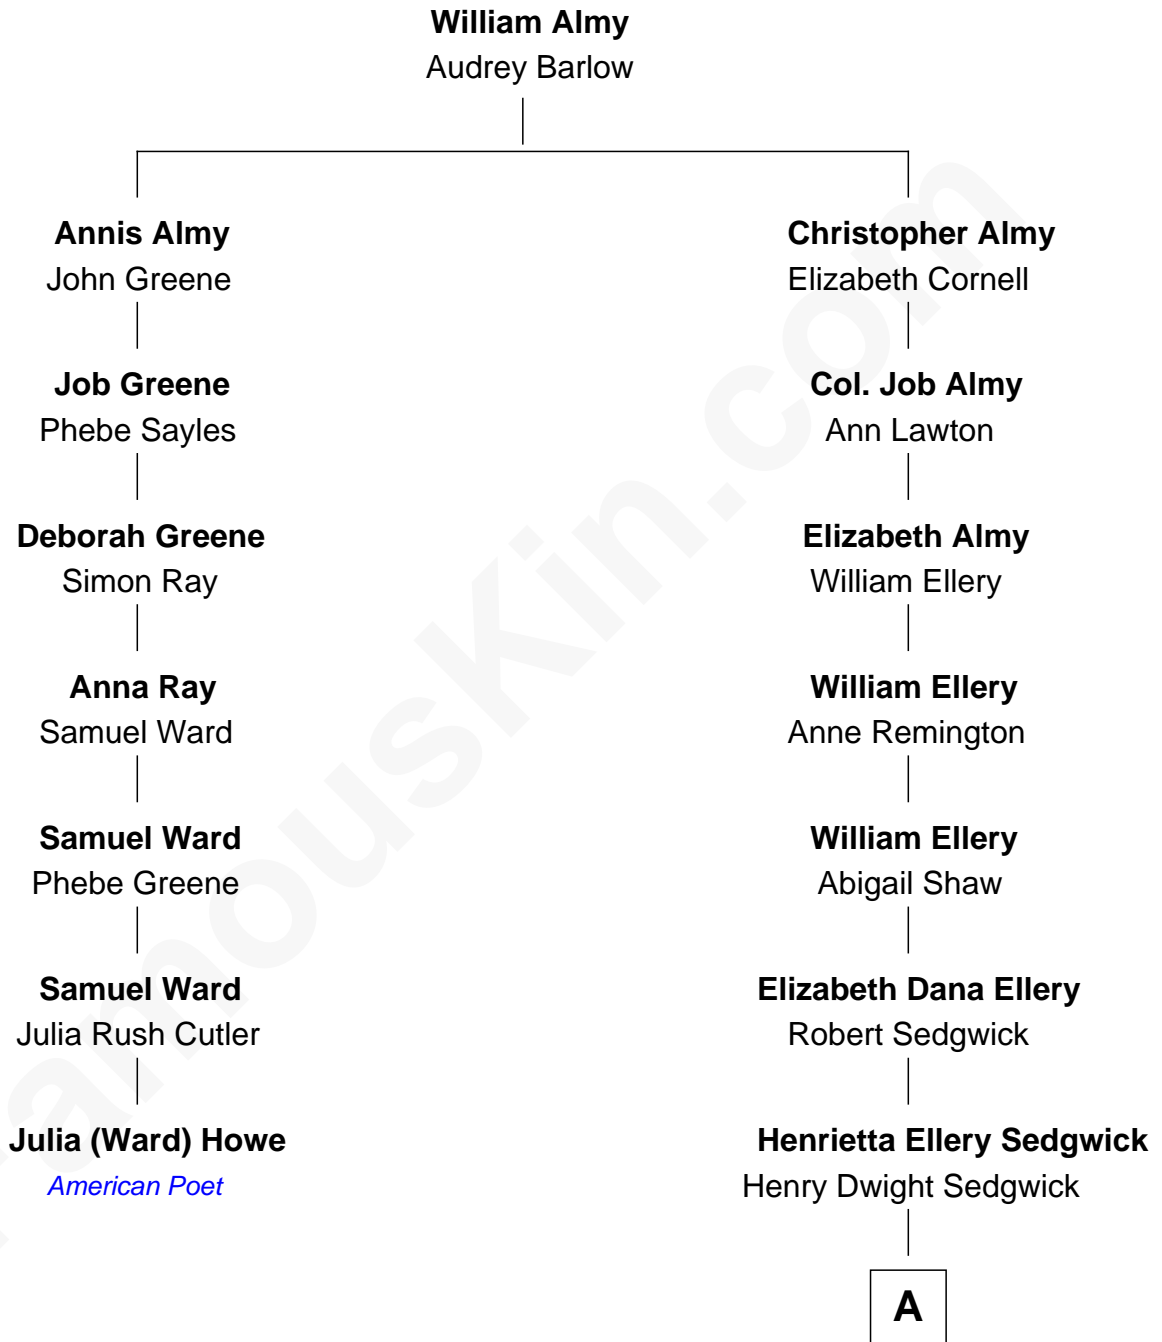 William Almy
Audrey Barlow
Annis Almy
John Greene
Christopher Almy
Elizabeth Cornell
Job Greene
Phebe Sayles
Col. Job Almy
Ann Lawton
Deborah Greene
Simon Ray
Elizabeth Almy
William Ellery
Anna Ray
Samuel Ward
William Ellery
Anne Remington
Samuel Ward
Phebe Greene
William Ellery
Abigail Shaw
Samuel Ward
Julia Rush Cutler
Elizabeth Dana Ellery
Robert Sedgwick
Julia (Ward) Howe
American Poet
Henrietta Ellery Sedgwick
Henry Dwight Sedgwick
A
FamousKin.com